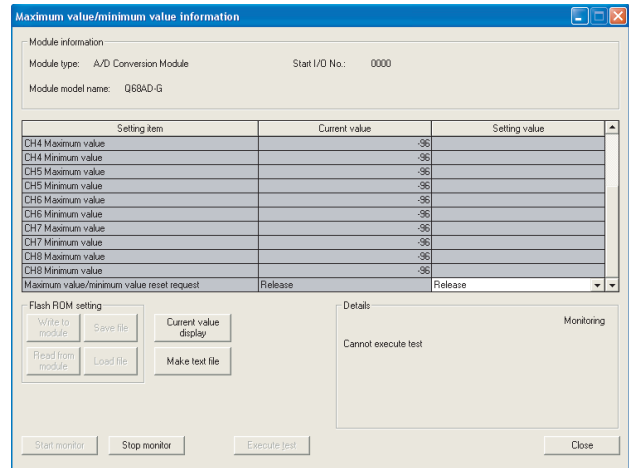 Maximum value/minimum value information
Module information
Module type: A/D Conversion Module Start I/O No.: 0000
Module model name: Q68AD-G
Setting item Current value Setting value
CH4 Maximum value -96
CH4 Minimum value -96
CH5 Maximum value -96
CH5 Minimum value -96
CH6 Maximum value -96
CH6 Minimum value -96
CH7 Maximum value -96
CH7 Minimum value -96
CH8 Maximum value -96
CH8 Minimum value -96
Maximum value/minimum value reset request Release Release
Flash ROM setting
Write to
module
Save file
Current value
display
Read from
module
Load file
Make text file
Details
Monitoring
Cannot execute test
Start monitor Stop monitor Execute test Close